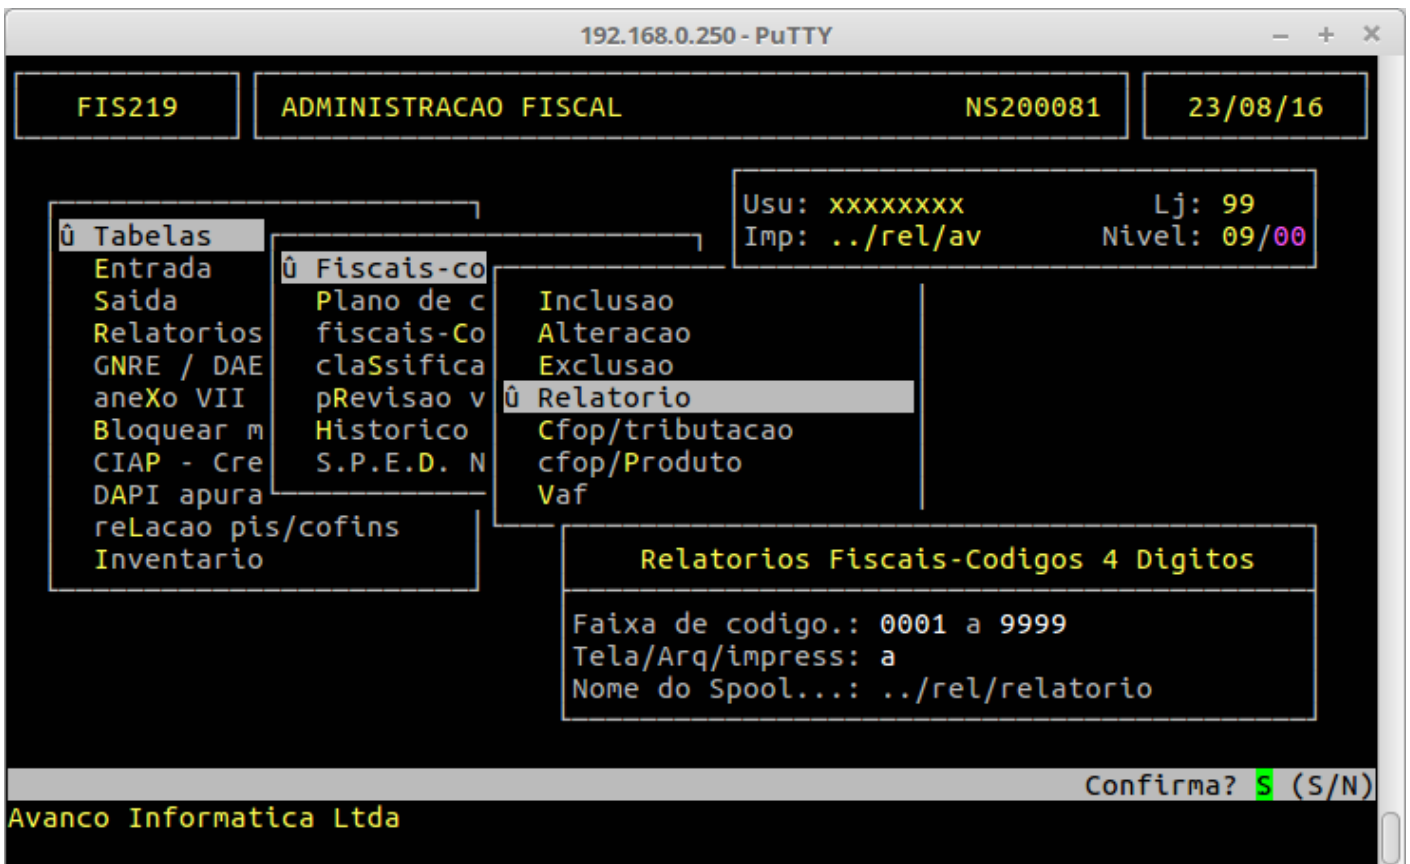 192.168.0.250 - PuTTY
FIS219 ADMINISTRACAO FISCAL NS200081 23/08/16
Usu: xxxxxxxx Lj: 99
Imp: ../rel/av Nivel: 09/00
û Tabelas
Entrada
Saida
Relatorios
GNRE / DAE
aneXo VII
Bloquear m
CIAP - Cre
DAPI apura
reLacao pis/cofins
Inventario
û Fiscais-co
Plano de c
fiscais-Co
claSsifica
pRevisao v
Historico
S.P.E.D. N
Inclusao
Alteracao
Exclusao
û Relatorio
Cfop/tributacao
cfop/Produto
Vaf
Relatorios Fiscais-Codigos 4 Digitos
Faixa de codigo.: 0001 a 9999
Tela/Arq/impress: a
Nome do Spool...: ../rel/relatorio
Confirma? S (S/N)
Avanco Informatica Ltda